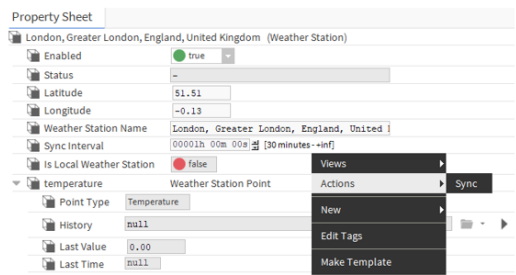 Property Sheet
London, Greater London, England, United Kingdom (Weather Station)
Enabled true
Status –
Latitude 51.51
Longitude -0.13
Weather Station Name London, Greater London, England, United
Sync Interval 00001h 00m 00s [30 minutes - +inf]
Is Local Weather Station false
Views
temperature Weather Station Point Actions Sync
Point Type Temperature
New
History null
Edit Tags
Last Value 0.00
Last Time null Make Template